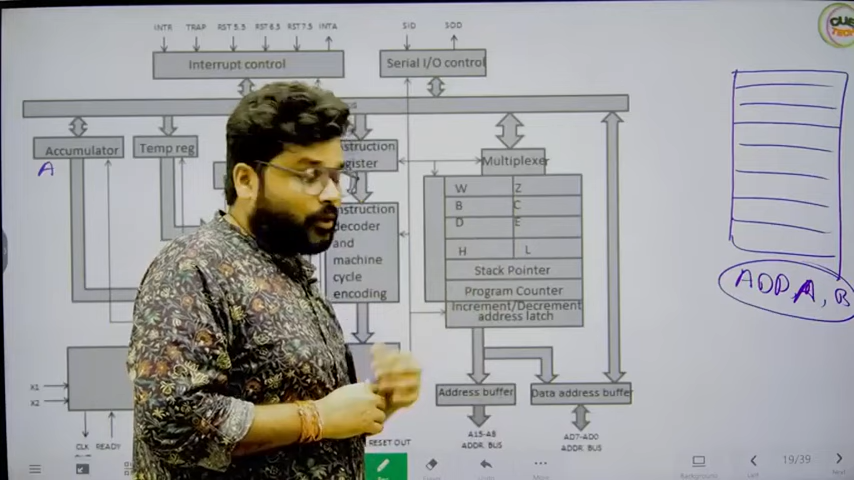 INTR TRAP RST 5.5 RST 6.5 RST 7.5 INTA
SID SOD
Interrupt control
Serial I/O control
Accumulator
Temp reg
Multiplexer
A
W Z
B C
D E
H L
decoder
and
machine
cycle
encoding
Stack Pointer
Program Counter
Increment/Decrement
address latch
ADD A, B
Address buffer
Data address buffer
X1
X2
CLK READY
RESET OUT
A15-A8
ADDR. BUS
AD7-AD0
ADDR. BUS
19/39